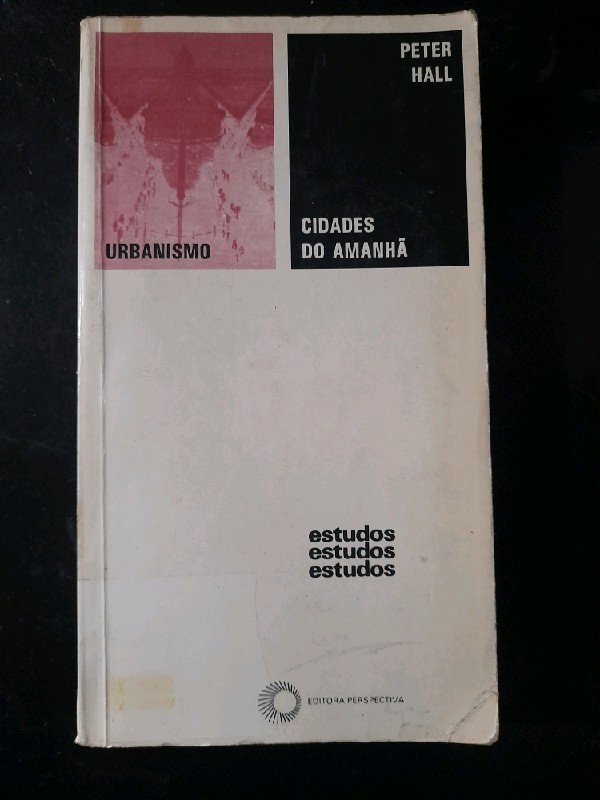 PETER
HALL
URBANISMO
CIDADES
DO AMANHÃ
estudos
estudos
estudos
EDITORA PERSPECTIVA